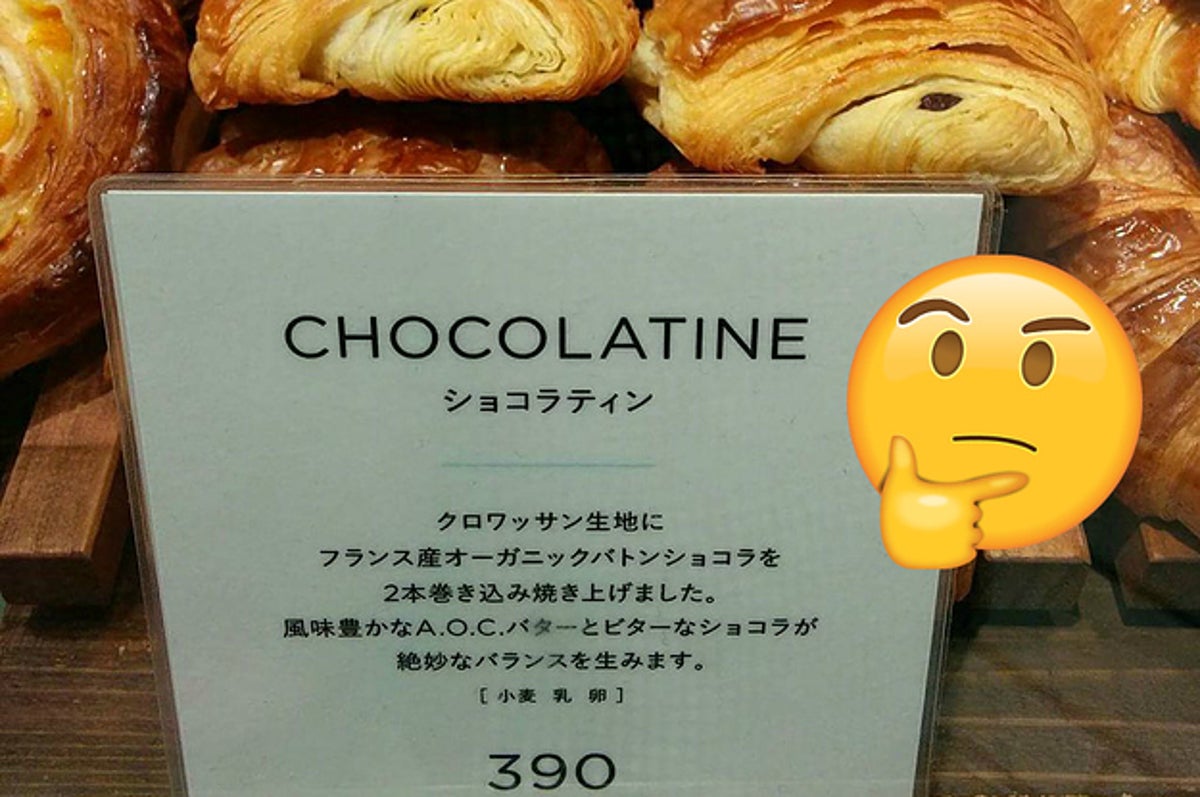 CHOCOLATINE
ショコラティン
クロワッサン生地に
フランス産オーガニックバトンショコラを
2本巻き込み焼き上げました。
風味豊かなA.O.C.バターとビターなショコラが
絶妙なバランスを生みます。
[ 小麦 乳 卵 ]
390